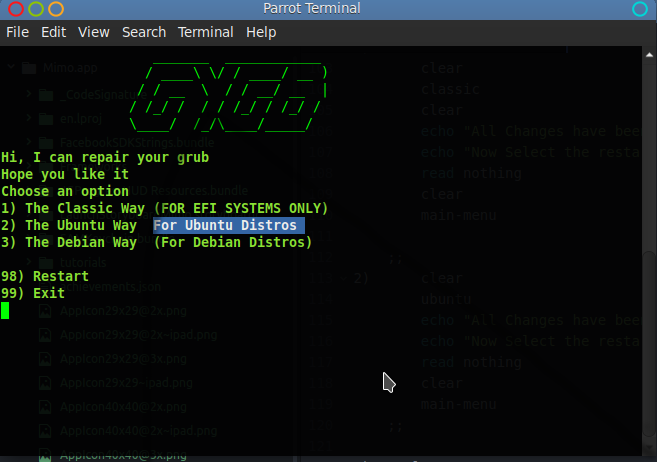 Parrot Terminal
File Edit View Search Terminal Help
Hi, I can repair your grub
Hope you like it
Choose an option
1) The Classic Way (FOR EFI SYSTEMS ONLY)
2) The Ubuntu Way For Ubuntu Distros
3) The Debian Way (For Debian Distros)
98) Restart
99) Exit
Mimo.app
_CodeSignature
en.lproj
FacebookSDKStrings.bundle
Resources.bundle
tutorials
achievements.json
AppIcon29x29@2x.png
AppIcon29x29@2x~ipad.png
AppIcon29x29@3x.png
AppIcon29x29~ipad.png
AppIcon40x40@2x.png
AppIcon40x40@2x~ipad.png
AppIcon40x40@3x.png
clear
classic
clear
echo "All Changes have been
echo "Now Select the resta
read nothing
clear
main-menu
;;
2) clear
ubuntu
echo "All Changes have been
echo "Now Select the resta
read nothing
clear
main-menu
;;